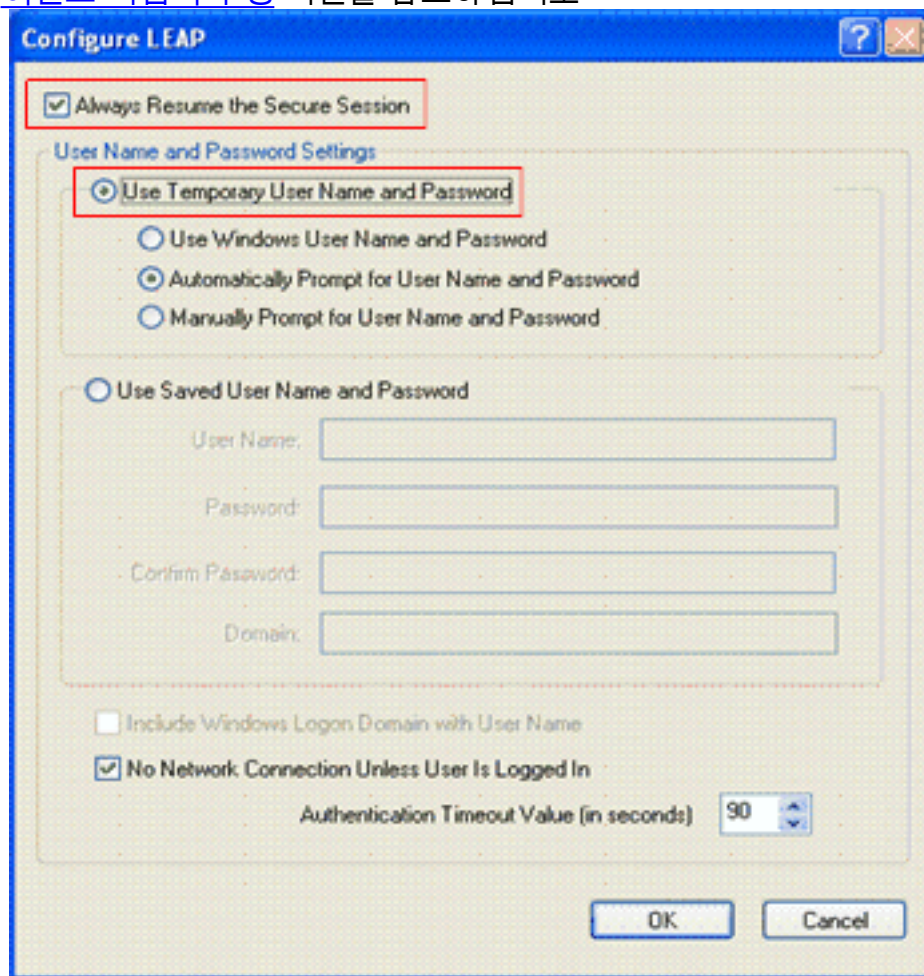 Configure LEAP
Always Resume the Secure Session
User Name and Password Settings
Use Temporary User Name and Password
Use Windows User Name and Password
Automatically Prompt for User Name and Password
Manually Prompt for User Name and Password
Use Saved User Name and Password
User Name:
Password:
Confirm Password:
Domain:
Include Windows Logon Domain with User Name
No Network Connection Unless User Is Logged In
Authentication Timeout Value (in seconds) 90
OK Cancel